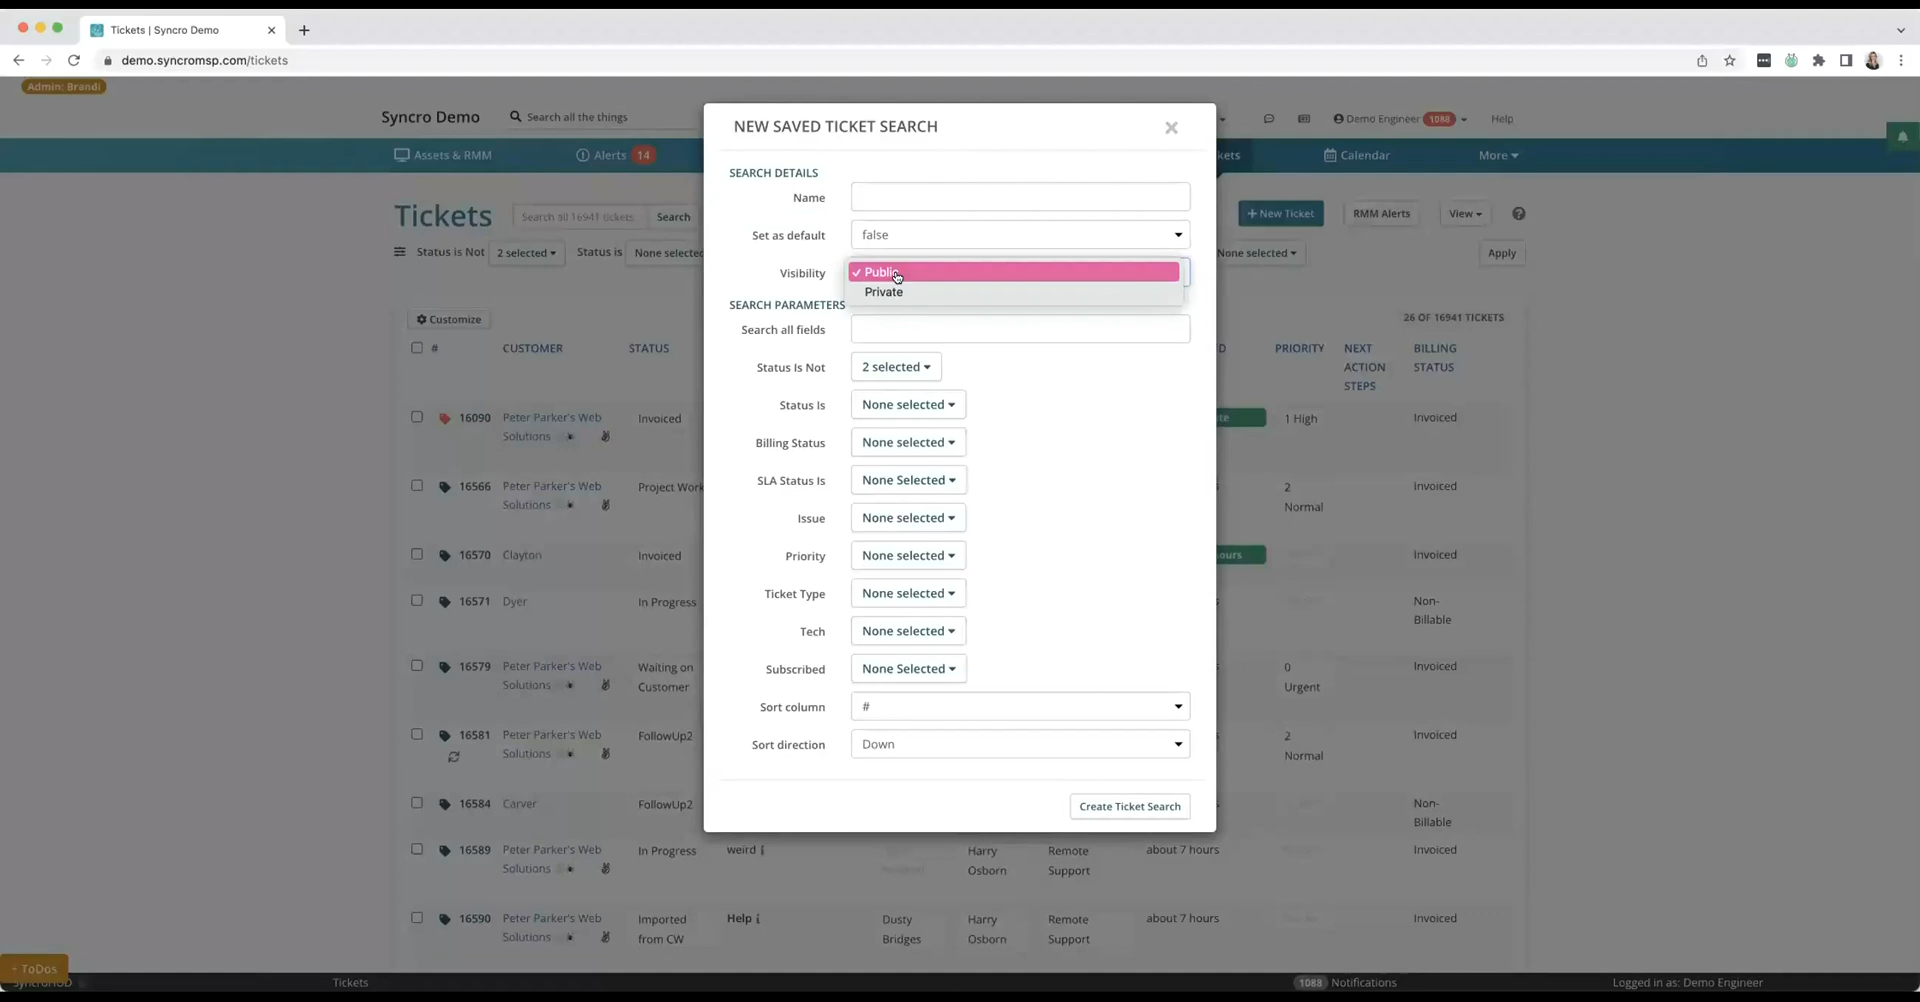 Tickets | Syncro Demo
demo.syncromsp.com/tickets
Admin: Brandi
Syncro Demo
Search all the things
Demo Engineer 1088
Help
Assets & RMM
Alerts 14
kets
Calendar
More
Tickets
Search all 16941 tickets
Search
+ New Ticket
RMM Alerts
View
Status is Not 2 selected
Status is None selected
None selected
Apply
Customize
26 OF 16941 TICKETS
# CUSTOMER STATUS
D PRIORITY NEXT ACTION STEPS BILLING STATUS
16090 Peter Parker's Web Solutions Invoiced
te 1 High Invoiced
16566 Peter Parker's Web Solutions Project Work
s 2 Normal Invoiced
16570 Clayton Invoiced
ours Invoiced
16571 Dyer In Progress
s Non-Billable
16579 Peter Parker's Web Solutions Waiting on Customer
s 0 Urgent Invoiced
16581 Peter Parker's Web Solutions FollowUp2
s 2 Normal Invoiced
16584 Carver FollowUp2
s Non-Billable
16589 Peter Parker's Web Solutions In Progress weird Harry Osborn Remote Support about 7 hours Invoiced
16590 Peter Parker's Web Solutions Imported from CW Help Dusty Bridges Harry Osborn Remote Support about 7 hours Invoiced
NEW SAVED TICKET SEARCH
SEARCH DETAILS
Name
Set as default false
Visibility
Public
Private
SEARCH PARAMETERS
Search all fields
Status Is Not 2 selected
Status Is None selected
Billing Status None selected
SLA Status Is None Selected
Issue None selected
Priority None selected
Ticket Type None selected
Tech None selected
Subscribed None Selected
Sort column #
Sort direction Down
Create Ticket Search
+ ToDos
Tickets
1088 Notifications
Logged in as: Demo Engineer